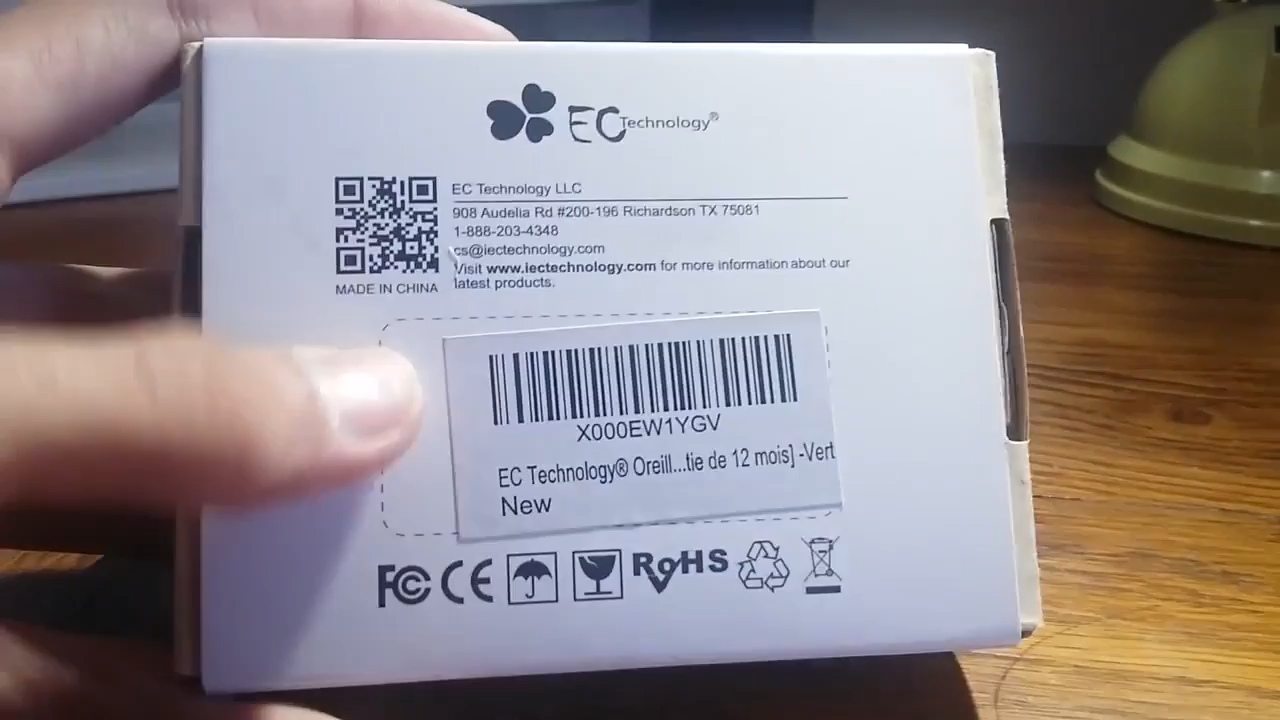 EC Technology®
EC Technology LLC
908 Audelia Rd #200-196 Richardson TX 75081
1-888-203-4348
cs@iectechnology.com
Visit www.iectechnology.com for more information about our
latest products.
MADE IN CHINA
X000EW1YGV
EC Technology® Oreill...tie de 12 mois] -Vert
New
FC CE RoHS